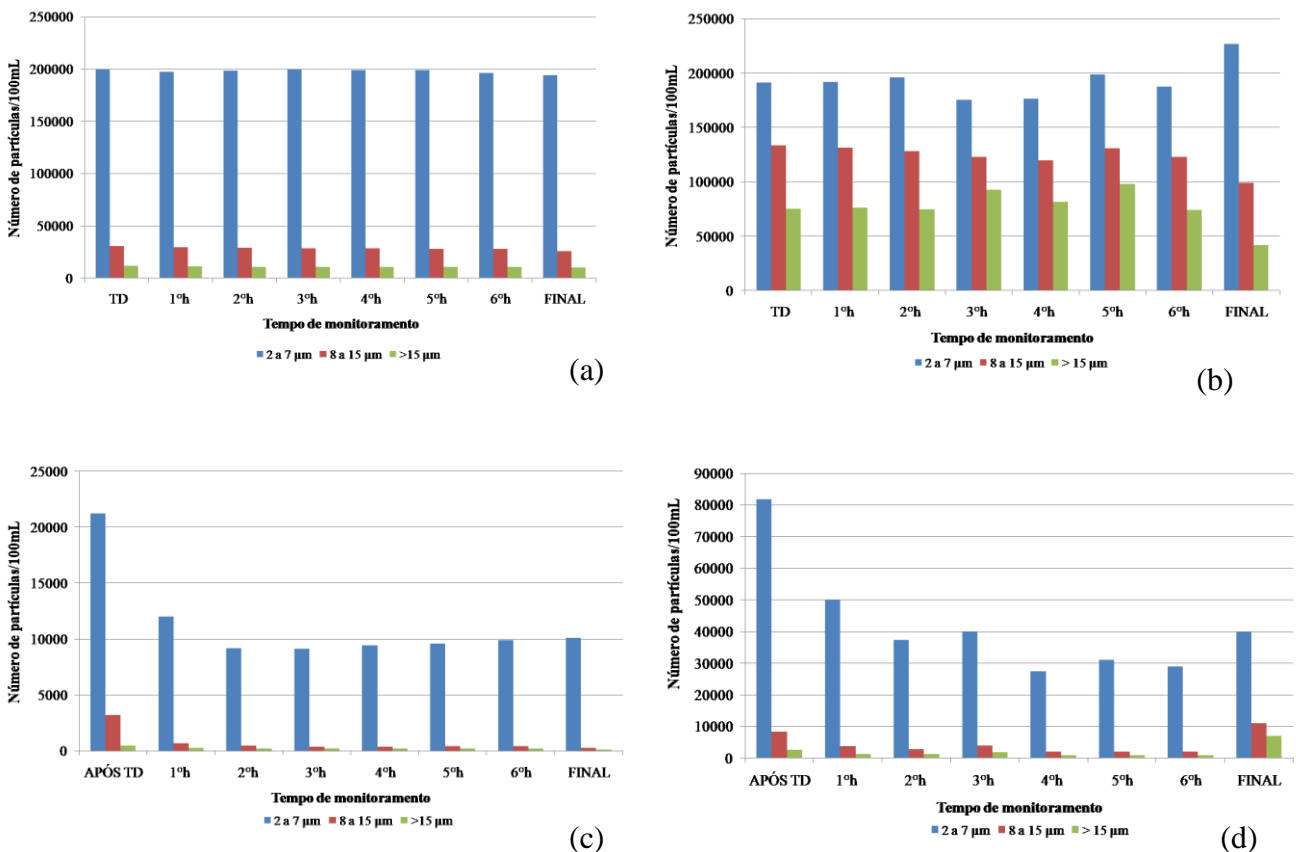 250000
200000
150000
100000
50000
0
Número de partículas/100mL
TD 1ºh 2ºh 3ºh 4ºh 5ºh 6ºh FINAL
Tempo de monitoramento
2 a 7 µm 8 a 15 µm >15 µm
(a)
250000
200000
150000
100000
50000
0
Número de partículas/100mL
TD 1ºh 2ºh 3ºh 4ºh 5ºh 6ºh FINAL
Tempo de monitoramento
2 a 7 µm 8 a 15 µm > 15 µm
(b)
25000
20000
15000
10000
5000
0
Número de partículas/100mL
APÓS TD 1ºh 2ºh 3ºh 4ºh 5ºh 6ºh FINAL
Tempo de monitoramento
2 a 7 µm 8 a 15 µm >15 µm
(c)
90000
80000
70000
60000
50000
40000
30000
20000
10000
0
Número de partículas/100mL
APÓS TD 1ºh 2ºh 3ºh 4ºh 5ºh 6ºh FINAL
Tempo de monitoramento
2 a 7 µm 8 a 15 µm > 15 µm
(d)